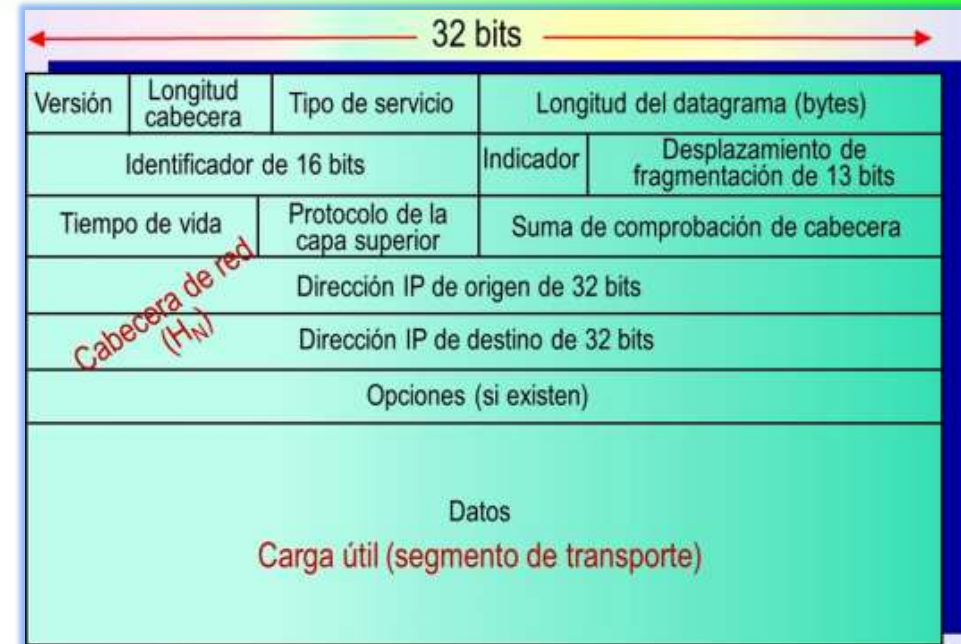 32 bits
Versión
Longitud
cabecera
Tipo de servicio
Longitud del datagrama (bytes)
Identificador de 16 bits
Indicador
Desplazamiento de
fragmentación de 13 bits
Tiempo de vida
Protocolo de la
capa superior
Suma de comprobación de cabecera
Cabecera de red
(HN)
Dirección IP de origen de 32 bits
Dirección IP de destino de 32 bits
Opciones (si existen)
Datos
Carga útil (segmento de transporte)